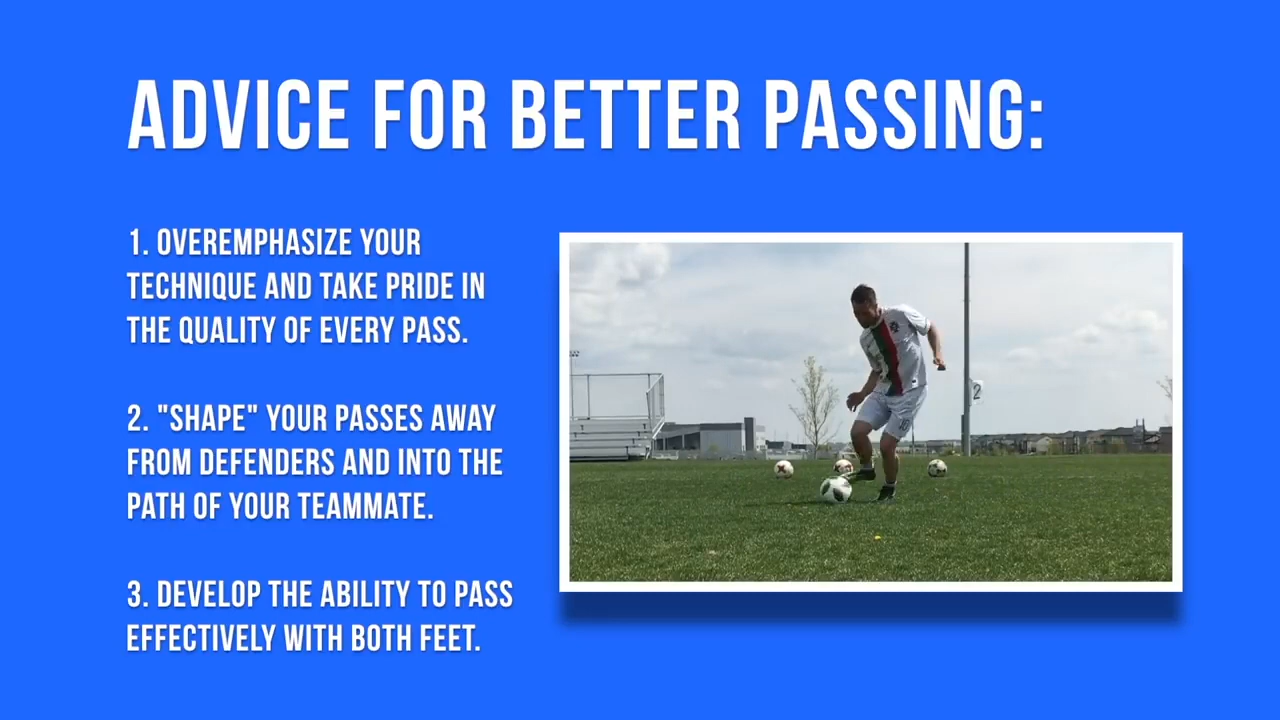 ADVICE FOR BETTER PASSING:
1. OVEREMPHASIZE YOUR
TECHNIQUE AND TAKE PRIDE IN
THE QUALITY OF EVERY PASS.
2. "SHAPE" YOUR PASSES AWAY
FROM DEFENDERS AND INTO THE
PATH OF YOUR TEAMMATE.
3. DEVELOP THE ABILITY TO PASS
EFFECTIVELY WITH BOTH FEET.
2